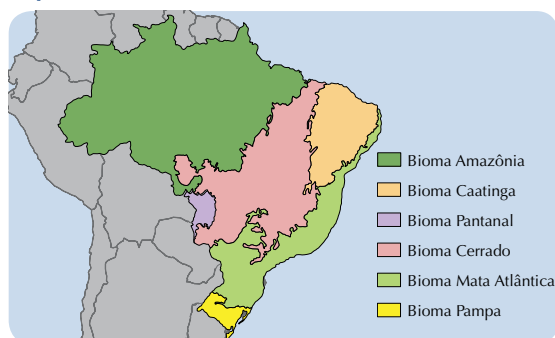 Bioma Amazônia
Bioma Caatinga
Bioma Pantanal
Bioma Cerrado
Bioma Mata Atlântica
Bioma Pampa